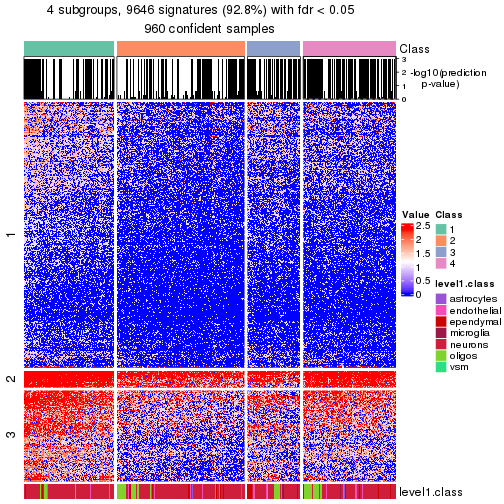 4 subgroups, 9646 signatures (92.8%) with fdr < 0.05
960 confident samples
Class
3
2
1
0
-log10(prediction
p-value)
1
2
3
Value
2.5
2
1.5
1
0.5
0
Class
1
2
3
4
level1.class
astrocytes
endothelial
ependymal
microglia
neurons
oligos
vsm
level1.class